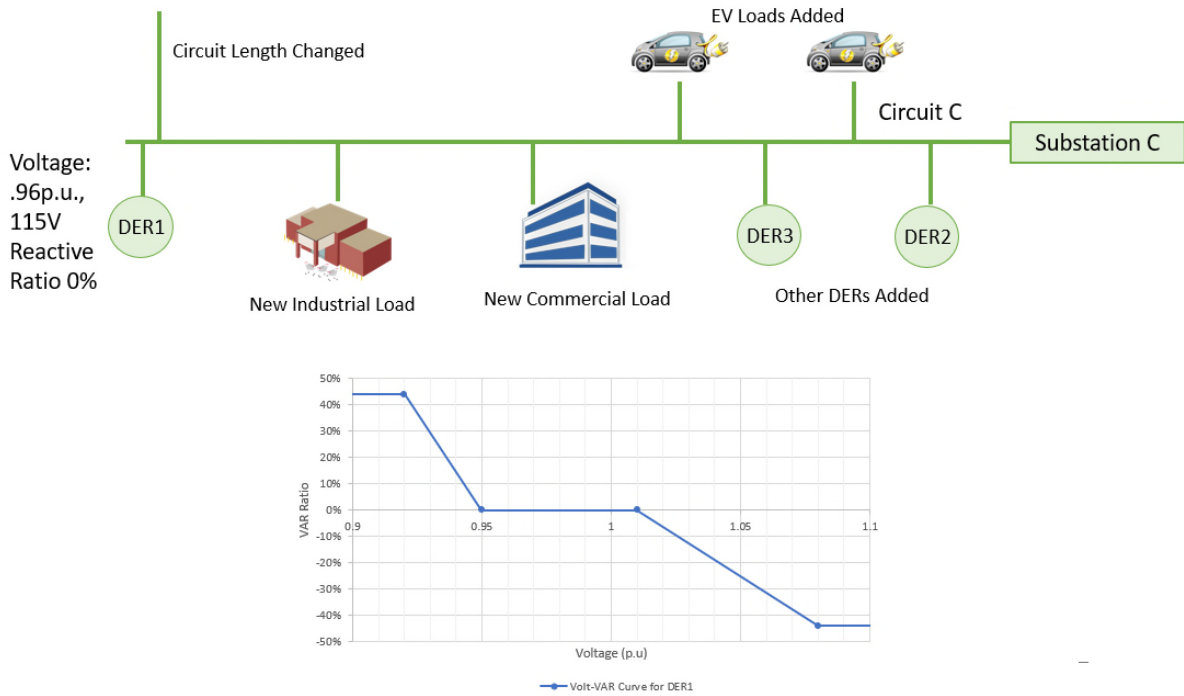 EV Loads Added
Circuit Length Changed
Circuit C
Substation C
Voltage:
.96p.u.,
115V
Reactive
Ratio 0%
DER1
DER3
DER2
New Industrial Load
New Commercial Load
Other DERs Added
50%
40%
30%
20%
10%
0%
-10%
-20%
-30%
-40%
-50%
VAR Ratio
0.9
0.95
1
1.05
1.1
Voltage (p.u)
Volt-VAR Curve for DER1